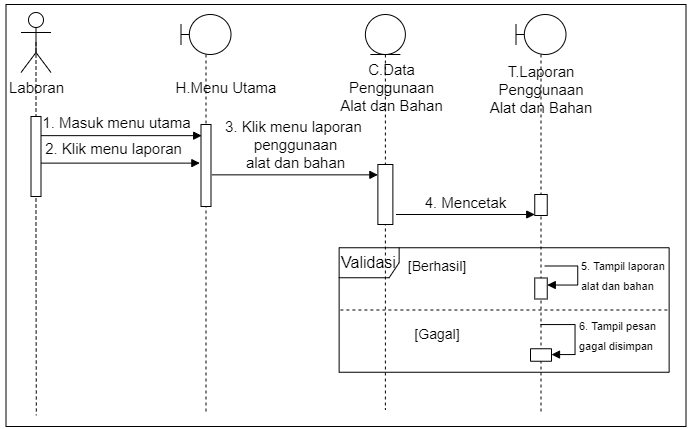 Laboran
H.Menu Utama
C.Data
Penggunaan
Alat dan Bahan
T.Laporan
Penggunaan
Alat dan Bahan
1. Masuk menu utama
2. Klik menu laporan
3. Klik menu laporan
penggunaan
alat dan bahan
4. Mencetak
Validasi
[Berhasil]
5. Tampil laporan
alat dan bahan
[Gagal]
6. Tampil pesan
gagal disimpan